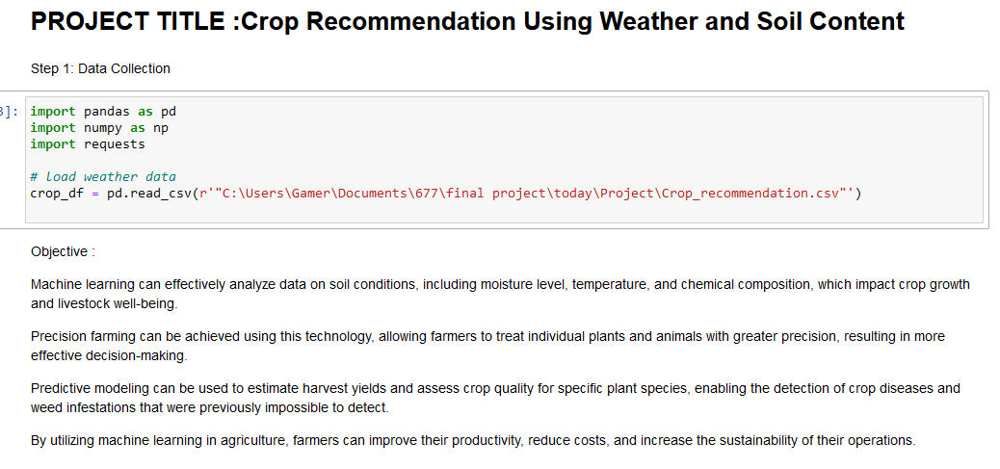 PROJECT TITLE :Crop Recommendation Using Weather and Soil Content
Step 1: Data Collection
]: import pandas as pd
import numpy as np
import requests
# load weather data
crop_df = pd.read_csv(r'"C:\Users\Gamer\Documents\677\final project\today\Project\Crop_recommendation.csv"')
Objective :
Machine learning can effectively analyze data on soil conditions, including moisture level, temperature, and chemical composition, which impact crop growth
and livestock well-being.
Precision farming can be achieved using this technology, allowing farmers to treat individual plants and animals with greater precision, resulting in more
effective decision-making.
Predictive modeling can be used to estimate harvest yields and assess crop quality for specific plant species, enabling the detection of crop diseases and
weed infestations that were previously impossible to detect.
By utilizing machine learning in agriculture, farmers can improve their productivity, reduce costs, and increase the sustainability of their operations.